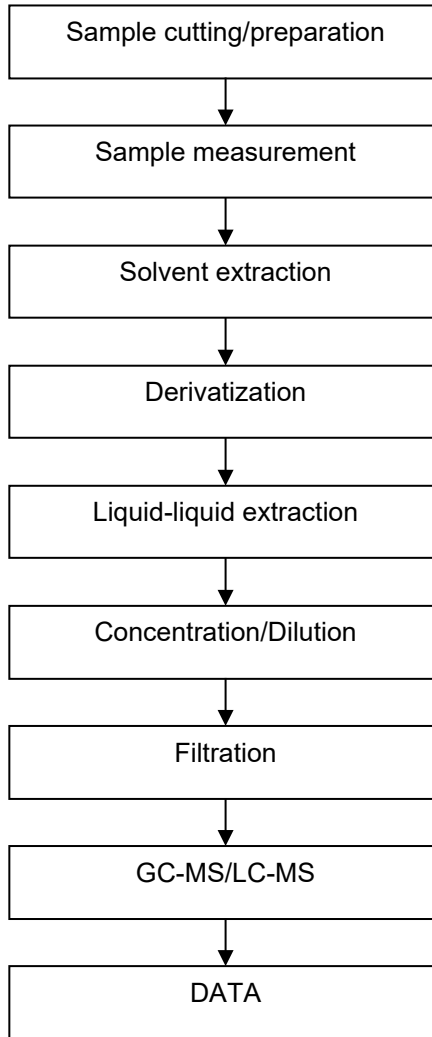 Sample cutting/preparation
Sample measurement
Solvent extraction
Derivatization
Liquid-liquid extraction
Concentration/Dilution
Filtration
GC-MS/LC-MS
DATA